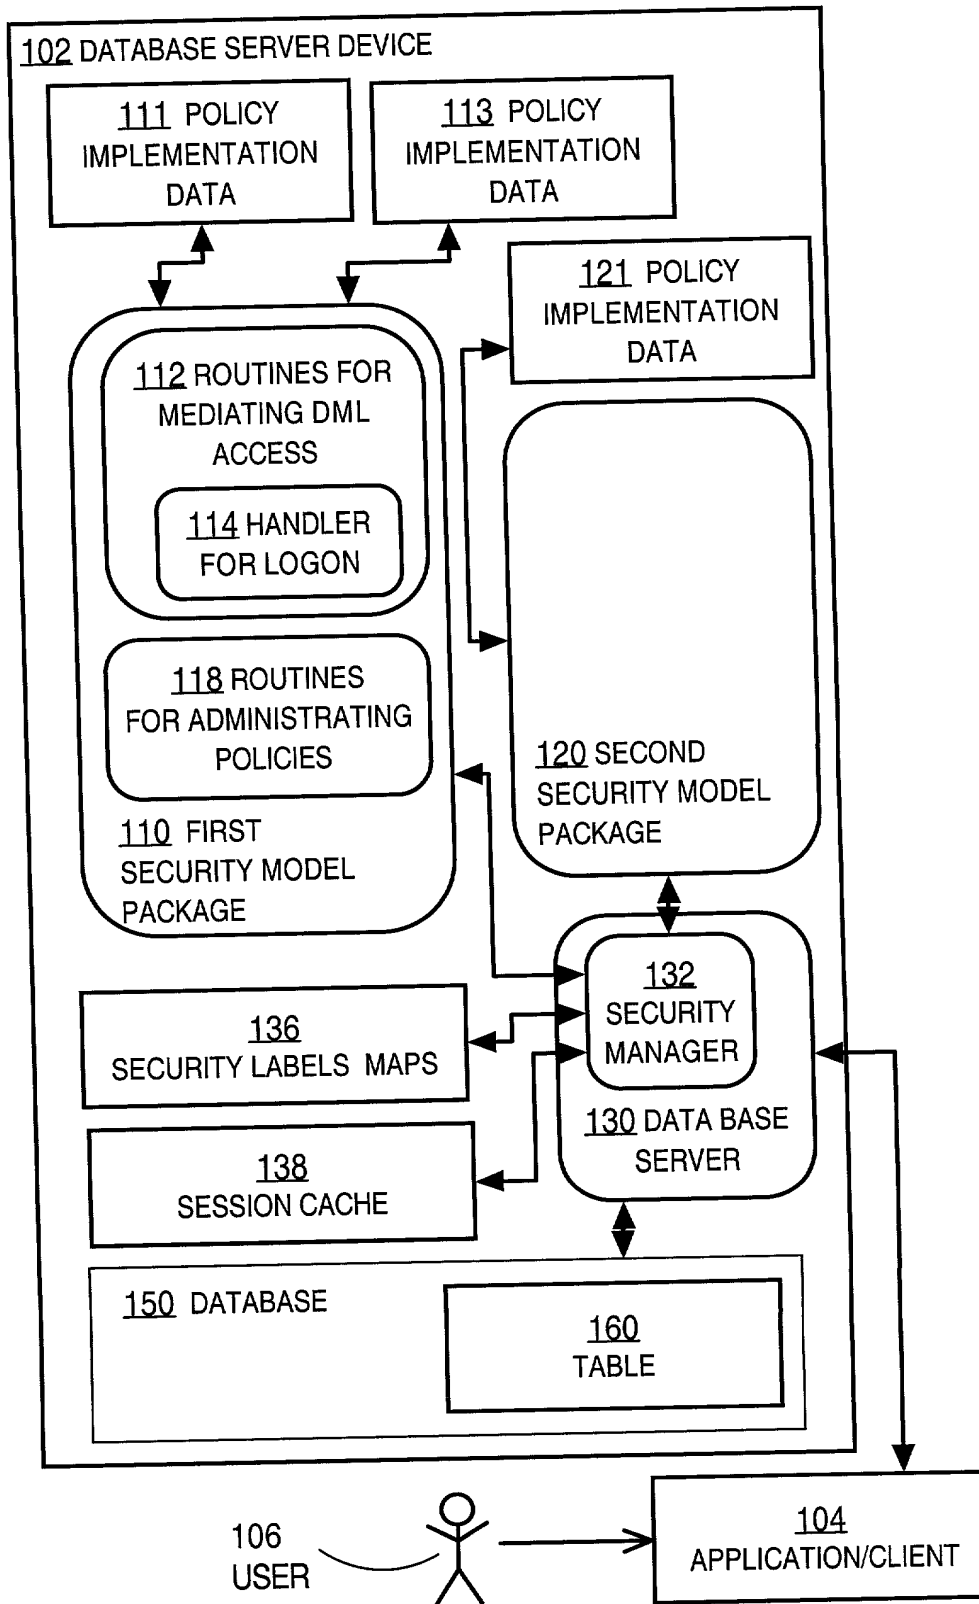 102 DATABASE SERVER DEVICE
111 POLICY
IMPLEMENTATION
DATA
113 POLICY
IMPLEMENTATION
DATA
121 POLICY
IMPLEMENTATION
DATA
112 ROUTINES FOR
MEDIATING DML
ACCESS
114 HANDLER
FOR LOGON
118 ROUTINES
FOR ADMINISTRATING
POLICIES
110 FIRST
SECURITY MODEL
PACKAGE
120 SECOND
SECURITY MODEL
PACKAGE
132
SECURITY
MANAGER
130 DATA BASE
SERVER
136
SECURITY LABELS MAPS
138
SESSION CACHE
150 DATABASE
160
TABLE
106
USER
104
APPLICATION/CLIENT